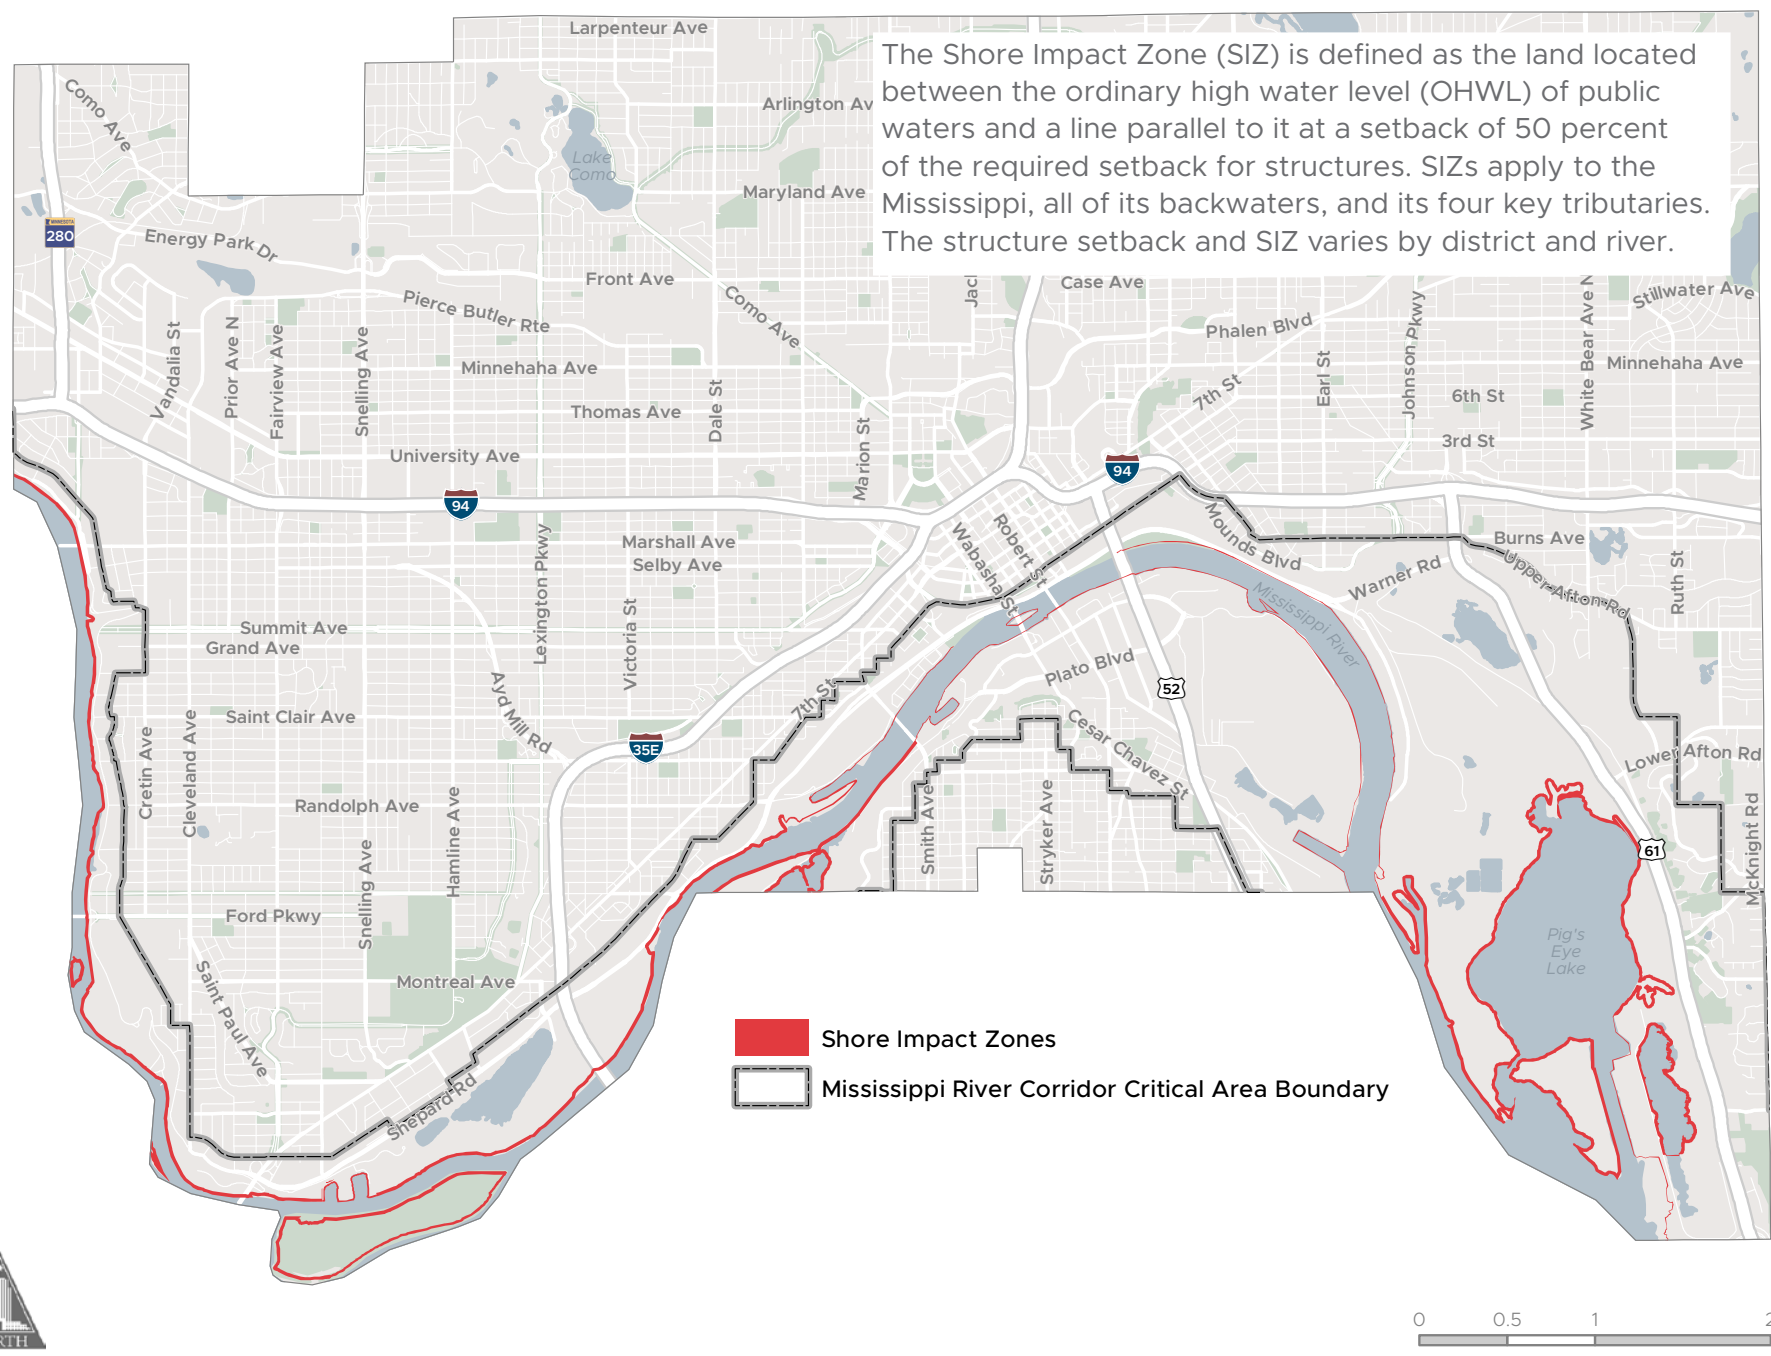 Larpenteur Ave
The Shore Impact Zone (SIZ) is defined as the land located
between the ordinary high water level (OHWL) of public
waters and a line parallel to it at a setback of 50 percent
of the required setback for structures. SIZs apply to the
Mississippi, all of its backwaters, and its four key tributaries.
The structure setback and SIZ varies by district and river.
Como Ave
Arlington Av
Lake
Como
Maryland Ave
MINNESOTA
280
Energy Park Dr
Front Ave
Jac
Case Ave
Stillwater Ave
Pierce Butler Rte
Como Ave
Phalen Blvd
Vandalia St
Prior Ave N
Fairview Ave
Snelling Ave
Minnehaha Ave
Dale St
Earl St
Johnson Pkwy
White Bear Ave N
Minnehaha Ave
7th St
6th St
Thomas Ave
Marion St
3rd St
University Ave
94
94
Lexington Pkwy
Marshall Ave
Selby Ave
Wabasha St
Robert St
Mounds Blvd
Burns Ave
Upper Afton Rd
Ruth St
Warner Rd
Mississippi River
Summit Ave
Grand Ave
Victoria St
Plato Blvd
52
Ayd Mill Rd
7th St
Saint Clair Ave
Cesar Chavez St
35E
Lower Afton Rd
Cretin Ave
Cleveland Ave
Randolph Ave
Hamline Ave
Smith Ave
Stryker Ave
61
McKnight Rd
Snelling Ave
Ford Pkwy
Pig's
Eye
Lake
Saint Paul Ave
Montreal Ave
Shepard Rd
Shore Impact Zones
Mississippi River Corridor Critical Area Boundary
RTH
0 0.5 1 2